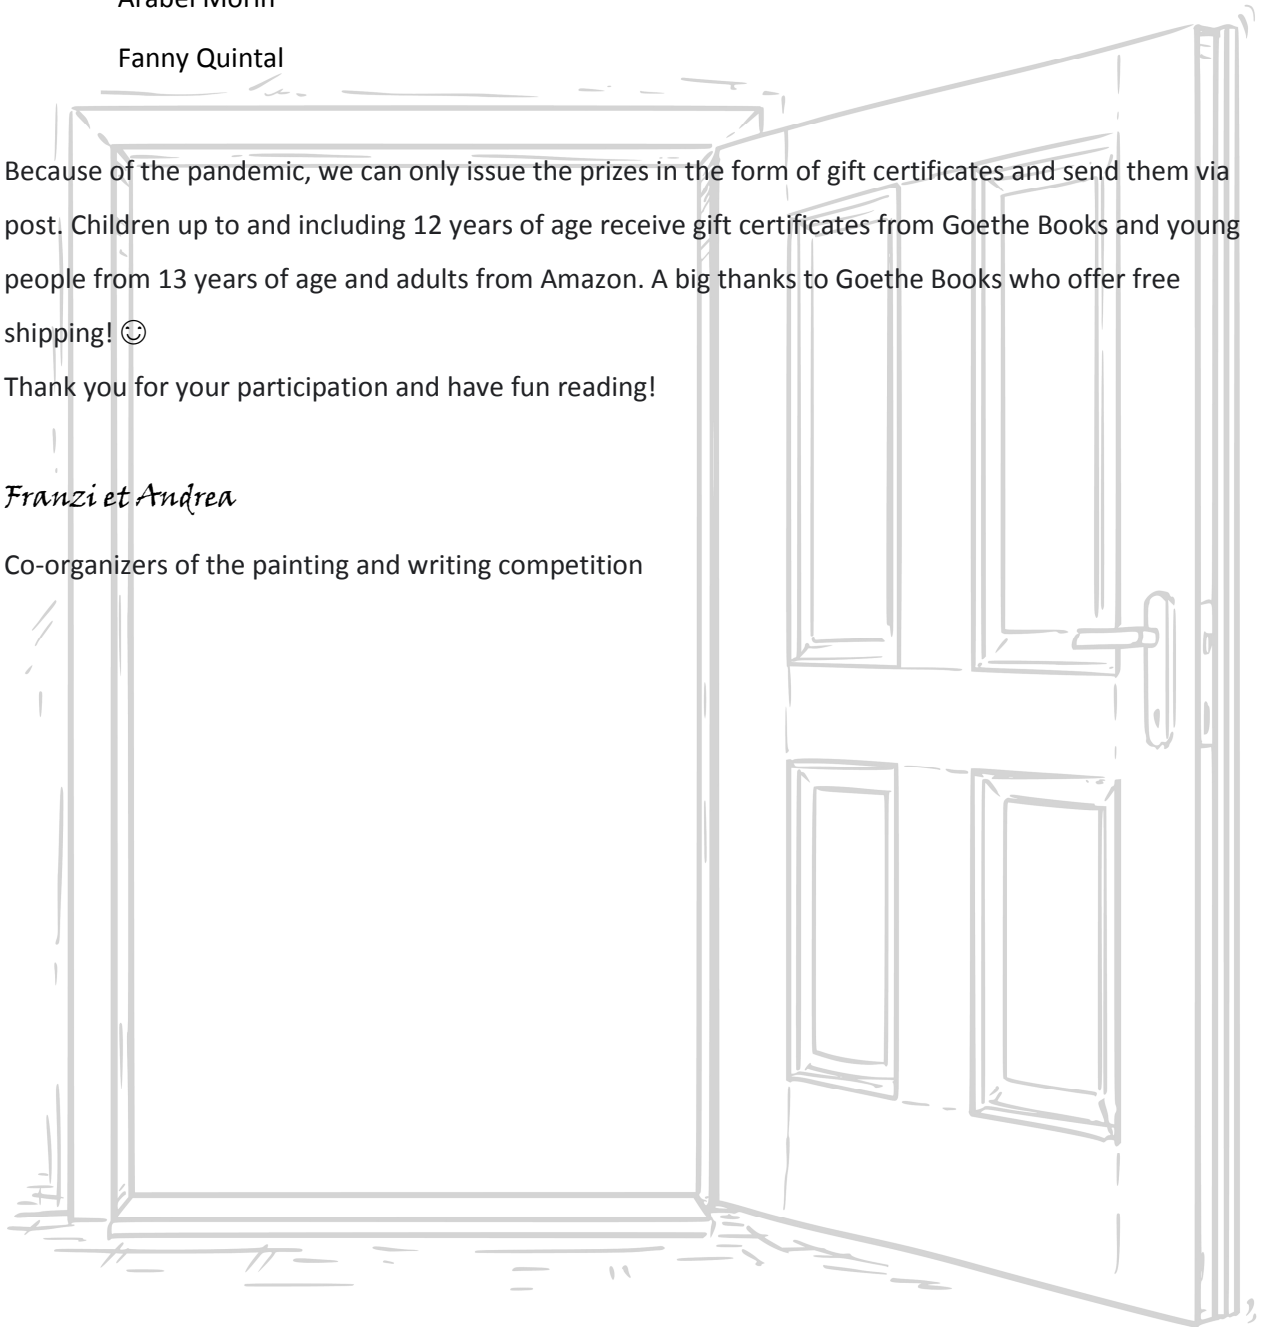 Arabel Morin
Fanny Quintal
Because of the pandemic, we can only issue the prizes in the form of gift certificates and send them via
post. Children up to and including 12 years of age receive gift certificates from Goethe Books and young
people from 13 years of age and adults from Amazon. A big thanks to Goethe Books who offer free
shipping! ☺
Thank you for your participation and have fun reading!
Franzi et Andrea
Co-organizers of the painting and writing competition